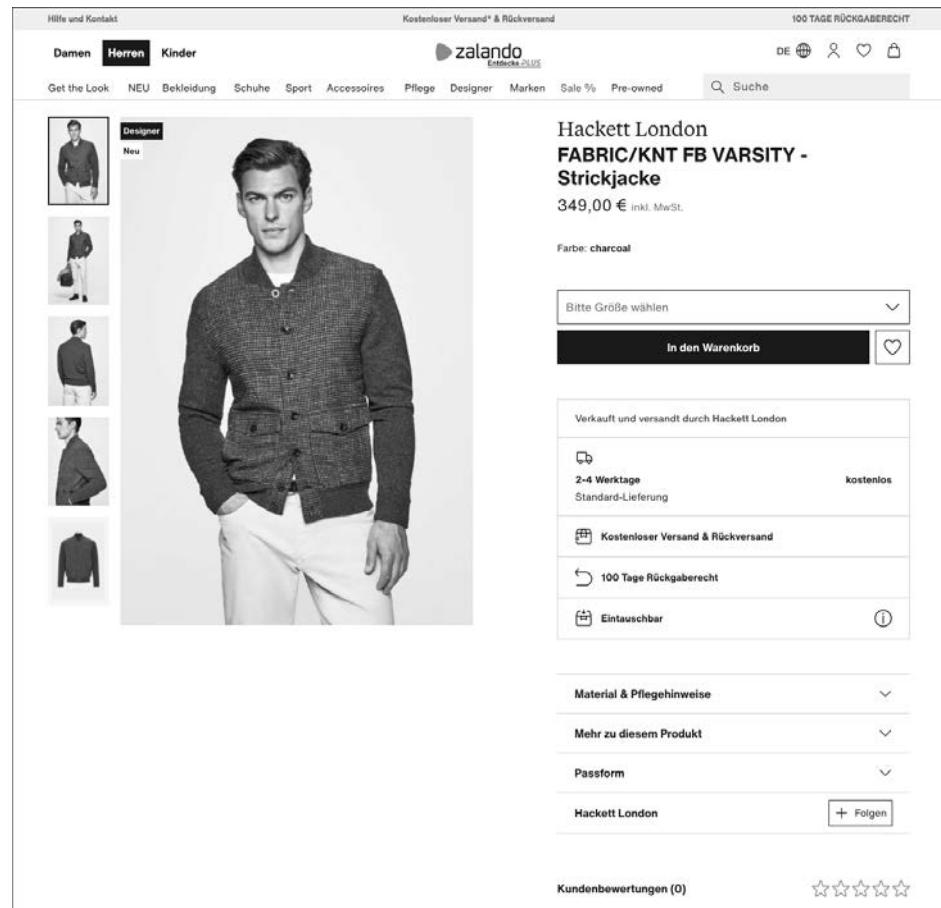 Hilfe und Kontakt
Kostenloser Versand* & Rückversand
100 TAGE RÜCKGABERECHT
Damen Herren Kinder
zalando
Entdecke PLUS
DE
Get the Look NEU Bekleidung Schuhe Sport Accessoires Pflege Designer Marken Sale % Pre-owned
Suche
Designer
Neu
Hackett London
FABRIC/KNT FB VARSITY -
Strickjacke
349,00 € inkl. MwSt.
Farbe: charcoal
Bitte Größe wählen
In den Warenkorb
Verkauft und versandt durch Hackett London
2-4 Werktage kostenlos
Standard-Lieferung
Kostenloser Versand & Rückversand
100 Tage Rückgaberecht
Eintauschbar
Material & Pflegehinweise
Mehr zu diesem Produkt
Passform
Hackett London
+ Folgen
Kundenbewertungen (0)